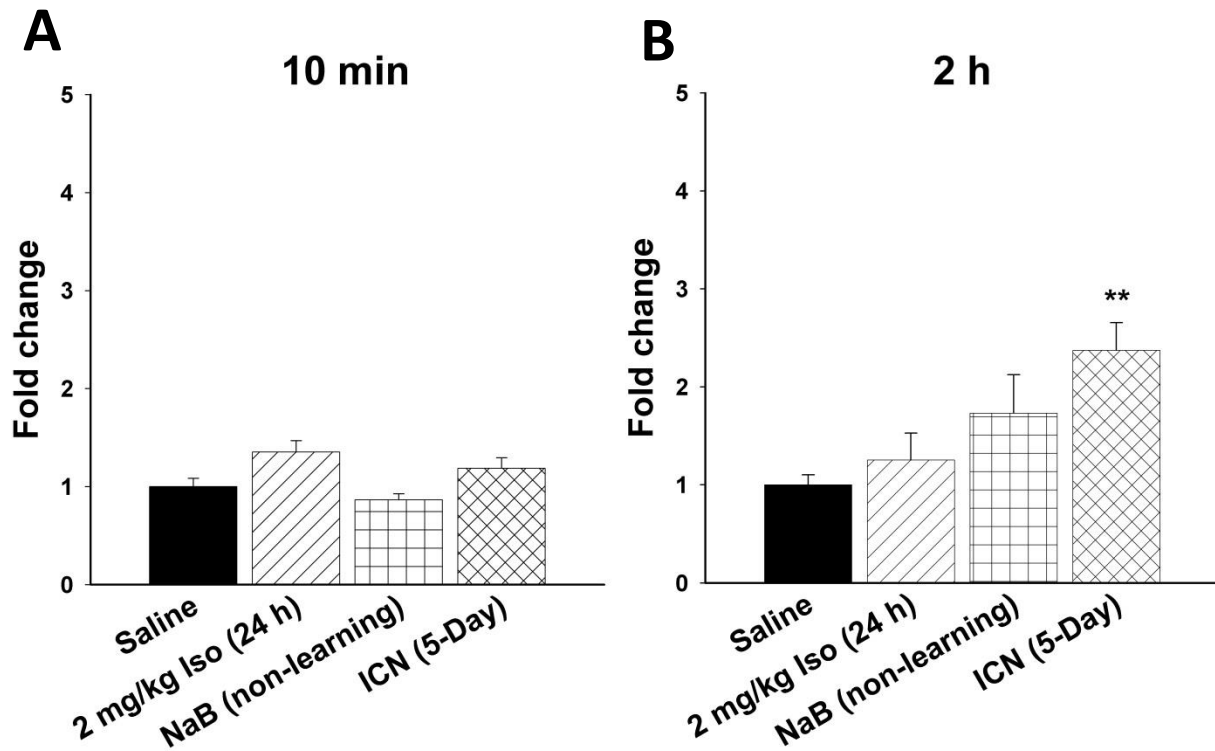 A
10 min
5
4
3
2
1
0
Fold change
Saline
2 mg/kg Iso (24 h)
NaB (non-learning)
ICN (5-Day)
B
2 h
5
4
3
2
1
0
Fold change
**
Saline
2 mg/kg Iso (24 h)
NaB (non-learning)
ICN (5-Day)